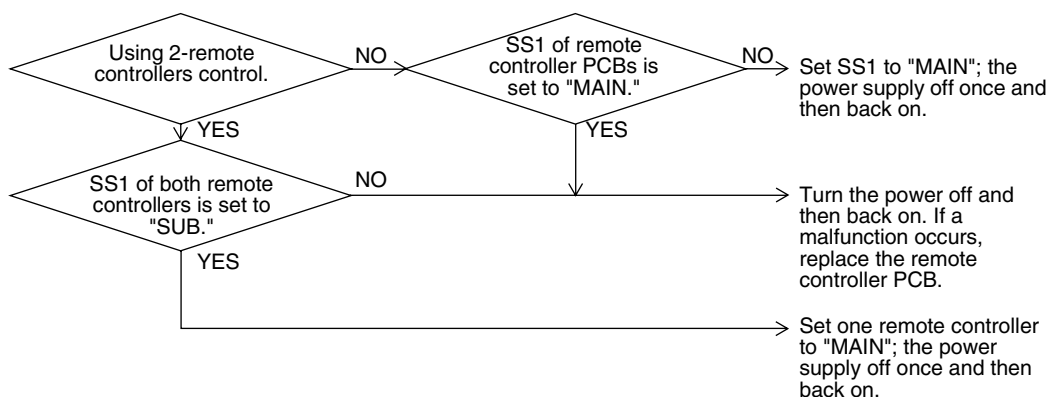 Using 2-remote
controllers control.
NO
SS1 of remote
controller PCBs is
set to "MAIN."
NO
Set SS1 to "MAIN"; the
power supply off once and
then back on.
YES
YES
SS1 of both remote
controllers is set to
"SUB."
NO
Turn the power off and
then back on. If a
malfunction occurs,
replace the remote
controller PCB.
YES
Set one remote controller
to "MAIN"; the power
supply off once and then
back on.